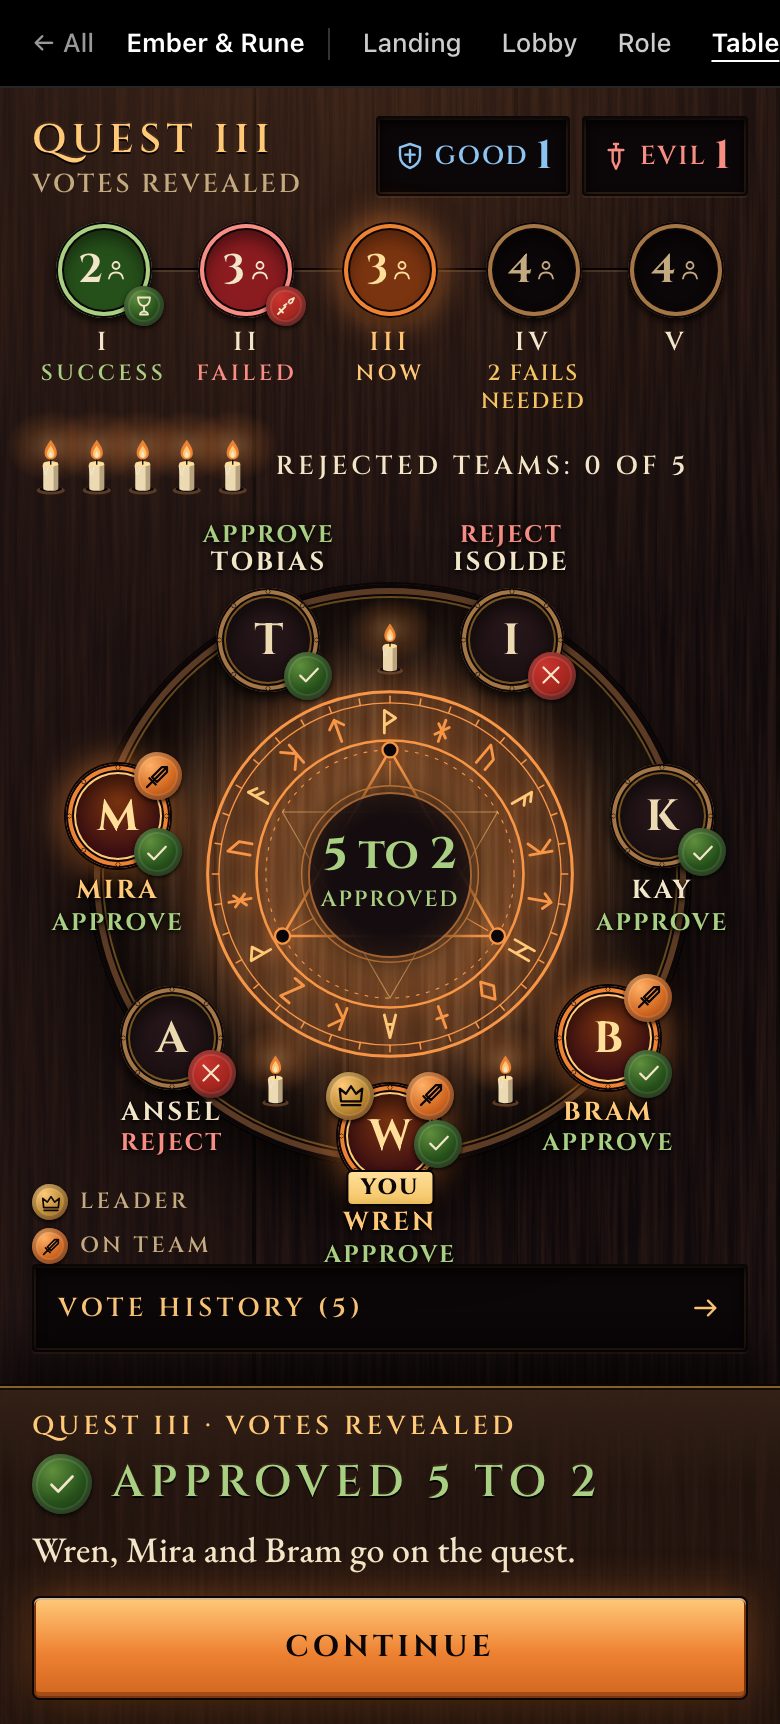 ← All Ember & Rune Landing Lobby Role Table
QUEST III
VOTES REVEALED
GOOD 1
EVIL 1
2 3 3 4 4
I II III IV V
SUCCESS FAILED NOW 2 FAILS
NEEDED
REJECTED TEAMS: 0 OF 5
APPROVE
TOBIAS
REJECT
ISOLDE
T
I
M
MIRA
APPROVE
K
KAY
APPROVE
5 TO 2
APPROVED
A
ANSEL
REJECT
B
BRAM
APPROVE
W
YOU
WREN
APPROVE
LEADER
ON TEAM
VOTE HISTORY (5) →
QUEST III · VOTES REVEALED
APPROVED 5 TO 2
Wren, Mira and Bram go on the quest.
CONTINUE